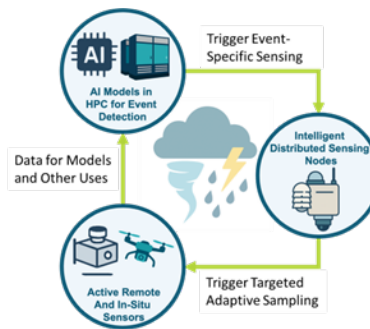 Trigger Event-
Specific Sensing
AI
AI Models in
HPC for Event
Detection
Intelligent
Distributed Sensing
Nodes
Data for Models
and Other Uses
Active Remote
And In-Situ
Sensors
Trigger Targeted
Adaptive Sampling